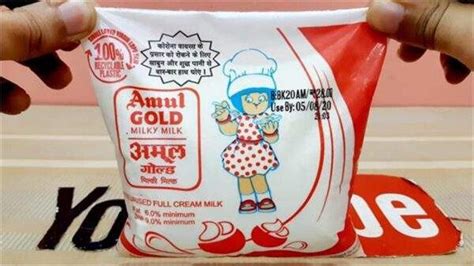 कोरोना वायरस के
प्रसार को रोकने के लिए
साबुन और शुद्ध पानी से
बार-बार हाथ धोए !
100%
RECYCLABLE
PLASTIC
Amul
GOLD
MILKY MILK
अमूल
गोल्ड
मिल्की मिल्क
Use By: 05/08/20
FULL CREAM MILK
6.0% minimum
9.0% minimum
Yo
be